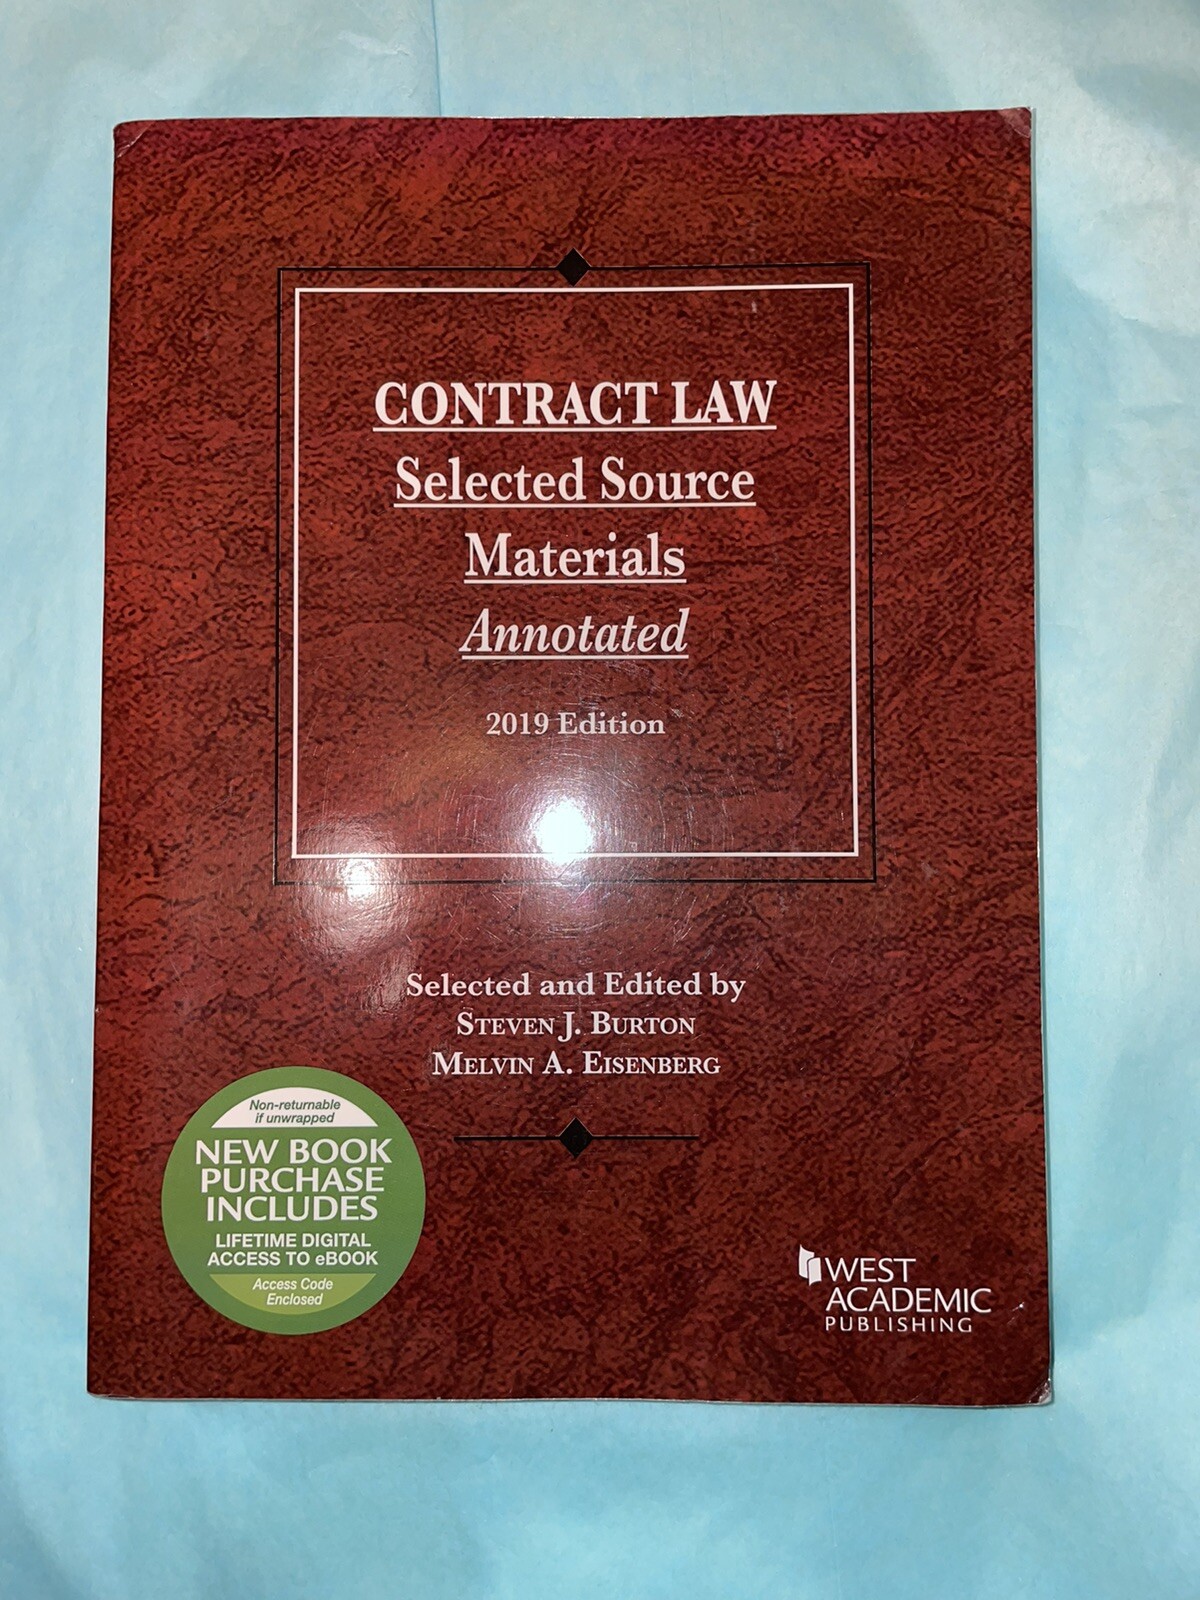 CONTRACT LAW
Selected Source
Materials
Annotated
2019 Edition
Selected and Edited by
STEVEN J. BURTON
MELVIN A. EISENBERG
Non-returnable
if unwrapped
NEW BOOK
PURCHASE
INCLUDES
LIFETIME DIGITAL
ACCESS TO eBOOK
Access Code
Enclosed
WEST
ACADEMIC
PUBLISHING